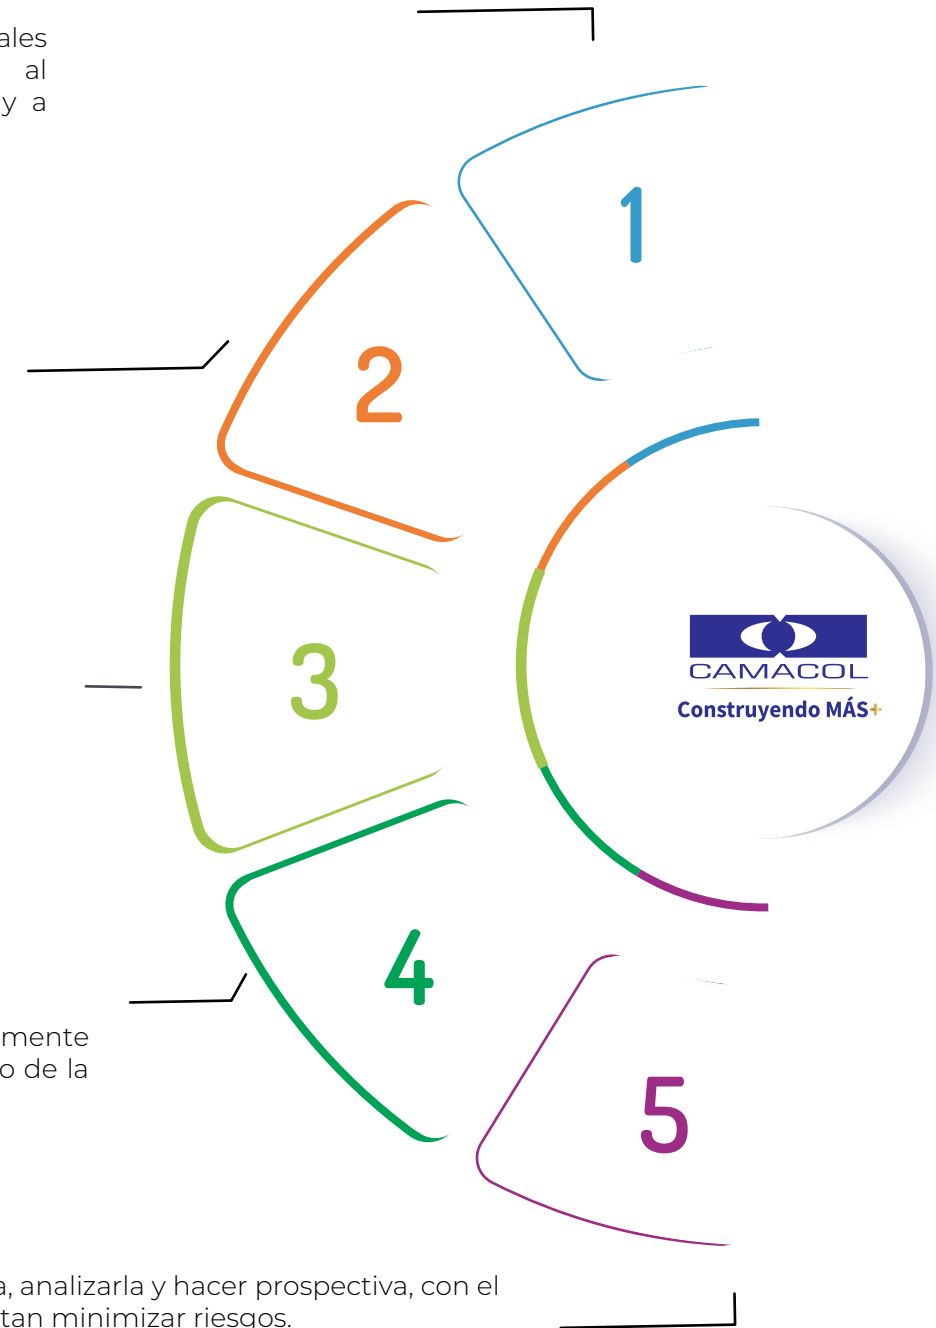 ales
al
y a
1
2
3
CAMACOL
Construyendo MÁS+
4
mente
o de la
5
a, analizarla y hacer prospectiva, con el
tan minimizar riesgos.